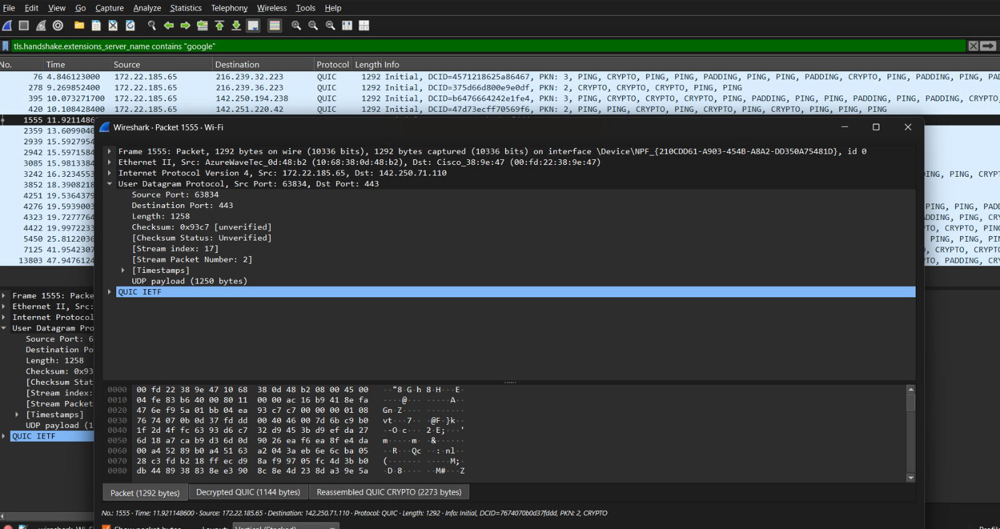 File Edit View Go Capture Analyze Statistics Telephony Wireless Tools Help
tls.handshake.extensions_server_name contains "google"
No. Time Source Destination Protocol Length Info
76 4.846123000 172.22.185.65 216.239.32.223 QUIC 1292 Initial, DCID=4571218625a86467, PKN: 3, PING, CRYPTO, PING, PING, PADDING, PING, PING, PADDING, CRYPTO, PING, PADDING, PING, PAD
278 9.269852400 172.22.185.65 216.239.36.223 QUIC 1292 Initial, DCID=375d66d800e9e0df, PKN: 2, CRYPTO, CRYPTO, CRYPTO, PING, PING
395 10.073271700 172.22.185.65 142.250.194.238 QUIC 1292 Initial, DCID=b6476664242e1fe4, PKN: 3, PING, CRYPTO, CRYPTO, CRYPTO, PING, PADDING, PING, PING, PADDING, PING, PADDING, CRYPTO,
420 10.108428400 172.22.185.65 142.251.220.42 QUIC 1292 Initial, DCID=47d73ecff70569f6, PKN: 2, PING, CRYPTO, PING, CRYPTO, PING, CRYPTO, PING, PING, PING
1555 11.9211486
2359 13.6099040
2939 15.5927954
2942 15.5971584
3085 15.9813384
3242 16.3234553 ING, PING, CRYPT
3852 18.3908218
4251 19.5364379
4276 19.5939003 PING, PING, PADD
4323 19.7277764 DDING, PING, CRY
4422 19.9972233 TO, CRYPTO, PING
5450 25.8122036 PING, PING, PIN
7125 41.9542307 , CRYPTO, CRYPTO
13803 47.9476124 TO, PADDING, CRY
Wireshark · Packet 1555 · Wi-Fi
Frame 1555: Packet, 1292 bytes on wire (10336 bits), 1292 bytes captured (10336 bits) on interface \Device\NPF_{210CDD61-A903-454B-A8A2-DD350A75481D}, id 0
Ethernet II, Src: AzureWaveTec_0d:48:b2 (10:68:38:0d:48:b2), Dst: Cisco_38:9e:47 (00:fd:22:38:9e:47)
Internet Protocol Version 4, Src: 172.22.185.65, Dst: 142.250.71.110
User Datagram Protocol, Src Port: 63834, Dst Port: 443
Source Port: 63834
Destination Port: 443
Length: 1258
Checksum: 0x93c7 [unverified]
[Checksum Status: Unverified]
[Stream index: 17]
[Stream Packet Number: 2]
[Timestamps]
UDP payload (1250 bytes)
QUIC IETF
Frame 1555: Packe
Ethernet II, Src:
Internet Protocol
User Datagram Pro
Source Port: 6
Destination Po
Length: 1258
Checksum: 0x93
[Checksum Stat
[Stream index:
[Stream Packet
[Timestamps]
UDP payload (1
QUIC IETF
0000 00 fd 22 38 9e 47 10 68 38 0d 48 b2 08 00 45 00 ··"8·G·h8·H···E·
0010 04 fe 83 b6 40 00 80 11 00 00 ac 16 b9 41 8e fa ····@········A··
0020 47 6e f9 5a 01 bb 04 ea 93 c7 c7 00 00 00 01 08 Gn·Z············
0030 76 74 07 0b 0d 37 fd dd 00 40 46 00 7d 6b c9 b0 vt···7···@F·}k··
0040 1f 2d 4f fc 63 93 d6 c7 32 d9 45 3b d9 ef da 27 ·-O·c···2·E;···'
0050 6d 18 a7 ca b9 d3 6d 0d 90 26 ea f6 ea 8f e4 da m·····m··&······
0060 00 a4 52 89 b0 a4 51 63 a2 04 3a eb 6e 6c ba 05 ··R···Qc··:·nl··
0070 28 c3 fd b2 18 ff ec d9 8a f9 97 05 fc 4d 3b b0 (············M;·
0080 db 44 89 38 83 8e e3 90 8c 8e 4d 23 8d a3 9e 5a ·D·8······M#···Z
Packet (1292 bytes) Decrypted QUIC (1144 bytes) Reassembled QUIC CRYPTO (2273 bytes)
No.: 1555 · Time: 11.921148600 · Source: 172.22.185.65 · Destination: 142.250.71.110 · Protocol: QUIC · Length: 1292 · Info: Initial, DCID=7674070b0d37fddd, PKN: 2, CRYPTO